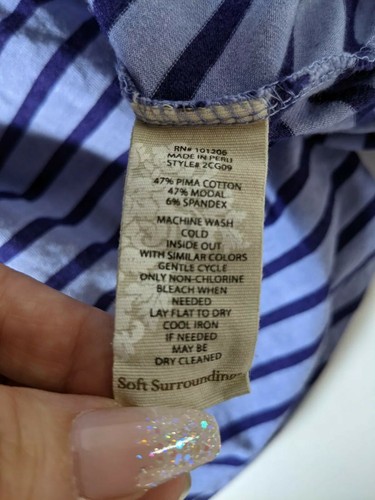 RN# 101306
MADE IN PERU
STYLE# 2CG09
47% PIMA COTTON
47% MODAL
6% SPANDEX
MACHINE WASH
COLD
INSIDE OUT
WITH SIMILAR COLORS
GENTLE CYCLE
ONLY NON-CHLORINE
BLEACH WHEN
NEEDED
LAY FLAT TO DRY
COOL IRON
IF NEEDED
MAY BE
DRY CLEANED
Soft Surroundings